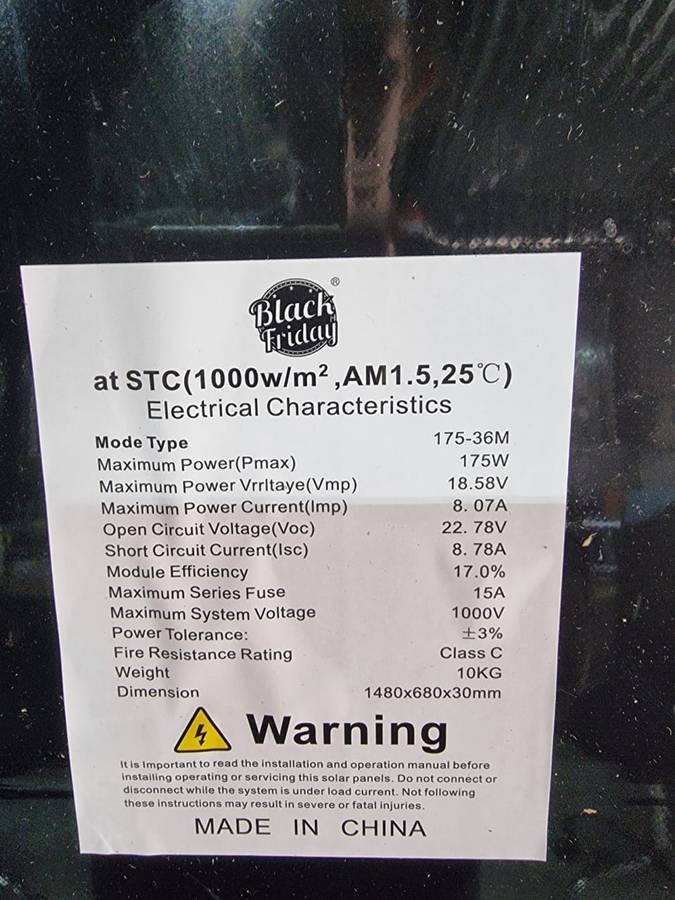 Black
Friday
®
at STC(1000w/m²,AM1.5,25℃)
Electrical Characteristics
Mode Type 175-36M
Maximum Power(Pmax) 175W
Maximum Power Vrrltaye(Vmp) 18.58V
Maximum Power Current(Imp) 8. 07A
Open Circuit Voltage(Voc) 22. 78V
Short Circuit Current(Isc) 8. 78A
Module Efficiency 17.0%
Maximum Series Fuse 15A
Maximum System Voltage 1000V
Power Tolerance: ±3%
Fire Resistance Rating Class C
Weight 10KG
Dimension 1480x680x30mm
Warning
It is Important to read the installation and operation manual before
instailing operating or servicing this solar panels. Do not connect or
disconnect while the system is under load current. Not following
these instructions may result in severe or fatal injuries.
MADE IN CHINA